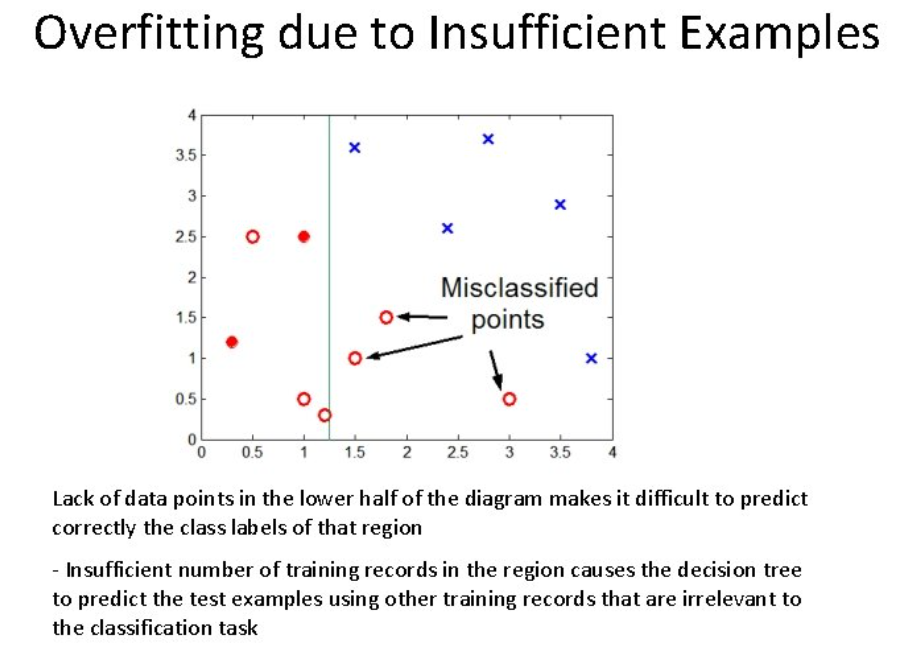 Overfitting due to Insufficient Examples
4
3.5
3
2.5
2
1.5
1
0.5
0
Misclassified
points
0 0.5 1 1.5 2 2.5 3 3.5 4
Lack of data points in the lower half of the diagram makes it difficult to predict
correctly the class labels of that region
- Insufficient number of training records in the region causes the decision tree
to predict the test examples using other training records that are irrelevant to
the classification task